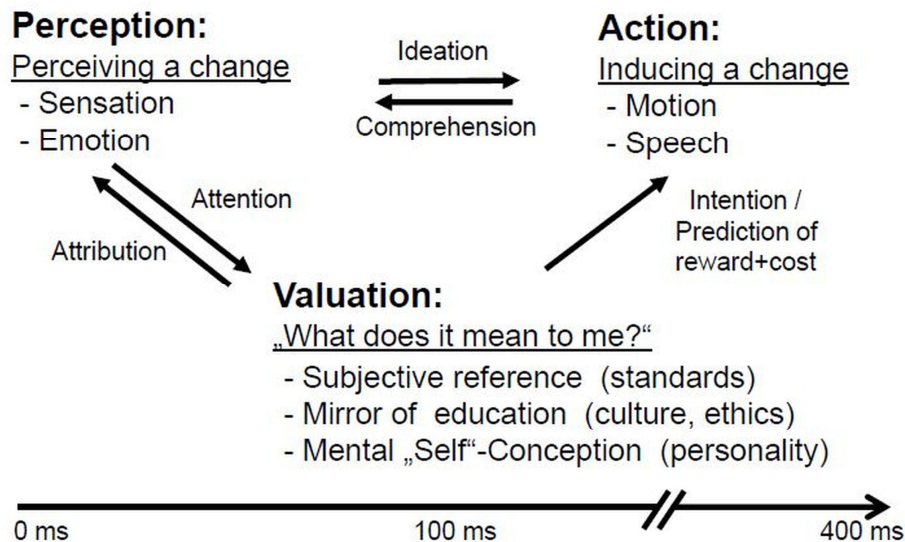 Perception:
Perceiving a change
- Sensation
- Emotion
Ideation
Comprehension
Action:
Inducing a change
- Motion
- Speech
Attention
Attribution
Intention /
Prediction of
reward+cost
Valuation:
„What does it mean to me?“
- Subjective reference (standards)
- Mirror of education (culture, ethics)
- Mental „Self“-Conception (personality)
0 ms
100 ms
400 ms